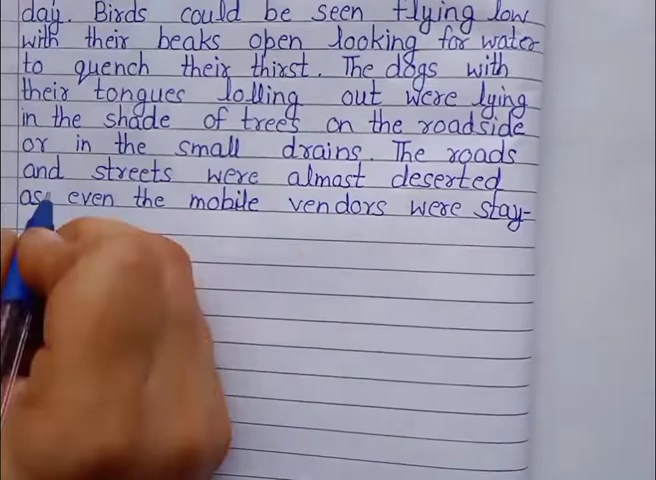 day. Birds could be seen flying low
with their beaks open looking for water
to quench their thirst. The dogs with
their tongues lolling out were lying
in the shade of trees on the roadside
or in the small drains. The roads
and streets were almost deserted
as even the mobile vendors were stay-